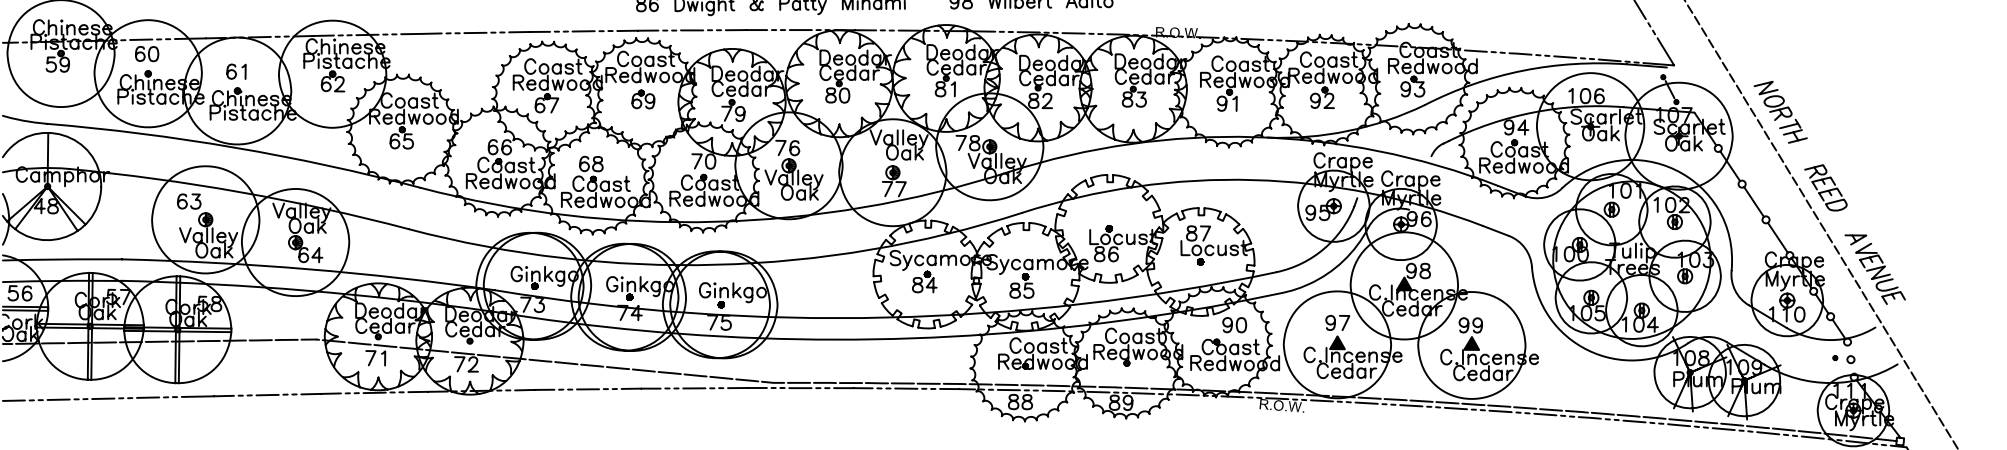 86 Dwight & Patty Minami 98 Wilbert Aalto
R.O.W.
Chinese
Pistache
59
60
Chinese
Pistache
61
Chinese
Pistache
Chinese
Pistache
62
Coast
Redwood
65
66
Coast
Redwood
Coast
Redwood
67
68
Coast
Redwood
Coast
Redwood
69
70
Coast
Redwood
Deodar
Cedar
79
76
Valley
Oak
Deodar
Cedar
80
Valley
Oak
77
Deodar
Cedar
81
78
Valley
Oak
Deodar
Cedar
82
Deodar
Cedar
83
Coast
Redwood
91
Coast
Redwood
92
Coast
Redwood
93
94
Coast
Redwood
106
Scarlet
Oak
107
Scarlet
Oak
NORTH REED AVENUE
Camphor
48
63
Valley
Oak
Valley
Oak
64
56
Cork
Oak
57
Cork
Oak
58
Cork
Oak
Deodar
Cedar
71
Deodar
Cedar
72
Ginkgo
73
Ginkgo
74
Ginkgo
75
Sycamore
84
Sycamore
85
Locust
86
87
Locust
Coast
Redwood
88
Coast
Redwood
89
90
Coast
Redwood
Crape
Myrtle
95
Crape
Myrtle
96
97
C.Incense
Cedar
98
C.Incense
Cedar
99
C.Incense
Cedar
100
101
102
103
104
105
Tulip
Trees
Crape
Myrtle
110
108
Plum
109
Plum
111
Crape
Myrtle
R.O.W.